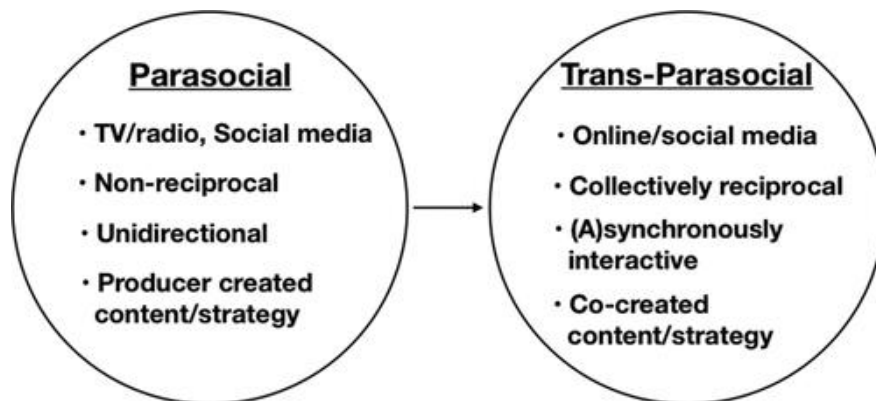 Parasocial
· TV/radio, Social media
· Non-reciprocal
· Unidirectional
· Producer created
content/strategy
Trans-Parasocial
· Online/social media
· Collectively reciprocal
· (A)synchronously
interactive
· Co-created
content/strategy